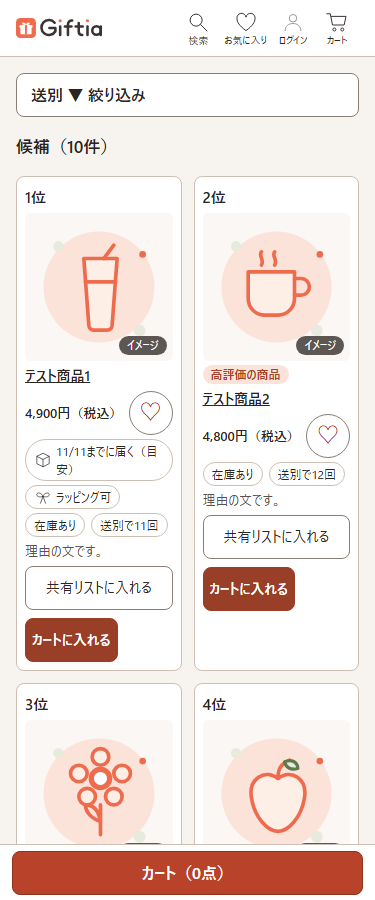 Giftia
検索
お気に入り
ログイン
カート
送別 ▼ 絞り込み
候補（10件）
1位
イメージ
テスト商品1
4,900円（税込）
11/11までに届く（目
安）
ラッピング可
在庫あり
送別で11回
理由の文です。
共有リストに入れる
カートに入れる
2位
イメージ
高評価の商品
テスト商品2
4,800円（税込）
在庫あり
送別で12回
理由の文です。
共有リストに入れる
カートに入れる
3位
4位
カート（0点）